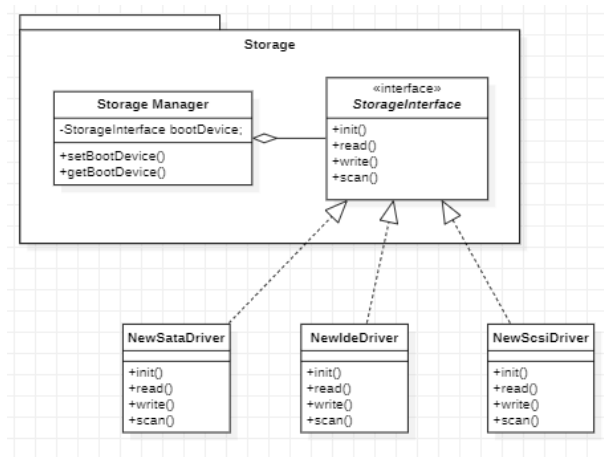 Storage
Storage Manager
-StorageInterface bootDevice;
+setBootDevice()
+getBootDevice()
«interface»
StorageInterface
+init()
+read()
+write()
+scan()
NewSataDriver
+init()
+read()
+write()
+scan()
NewIdeDriver
+init()
+read()
+write()
+scan()
NewScsiDriver
+init()
+read()
+write()
+scan()